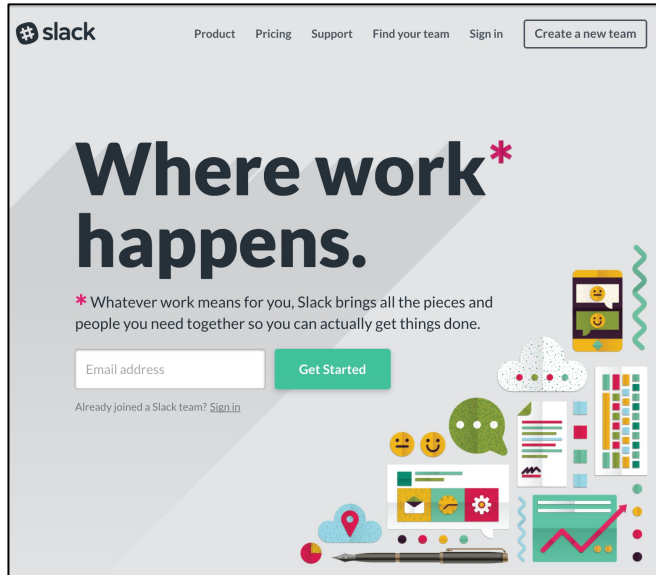 slack
Product Pricing Support Find your team Sign in Create a new team
Where work*
happens.
* Whatever work means for you, Slack brings all the pieces and
people you need together so you can actually get things done.
Email address Get Started
Already joined a Slack team? Sign in